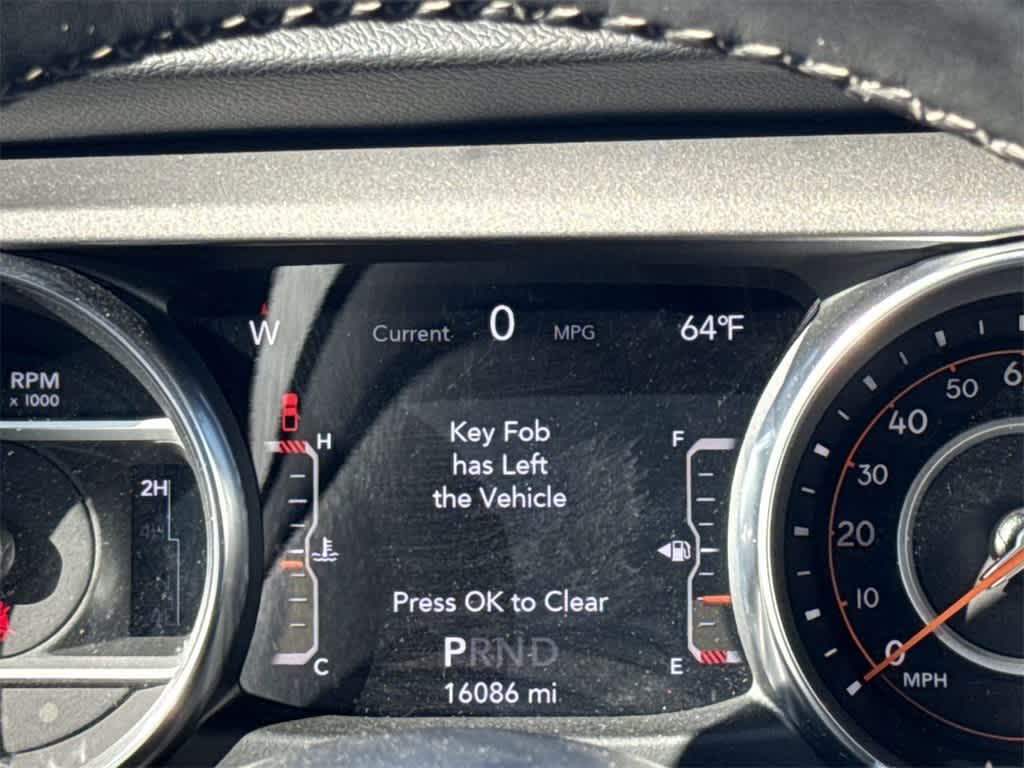 W Current 0 MPG 64°F
RPM
x 1000
2H
H
C
Key Fob
has Left
the Vehicle
Press OK to Clear
PRND
16086 mi
F
E
50
40
30
20
10
0
MPH